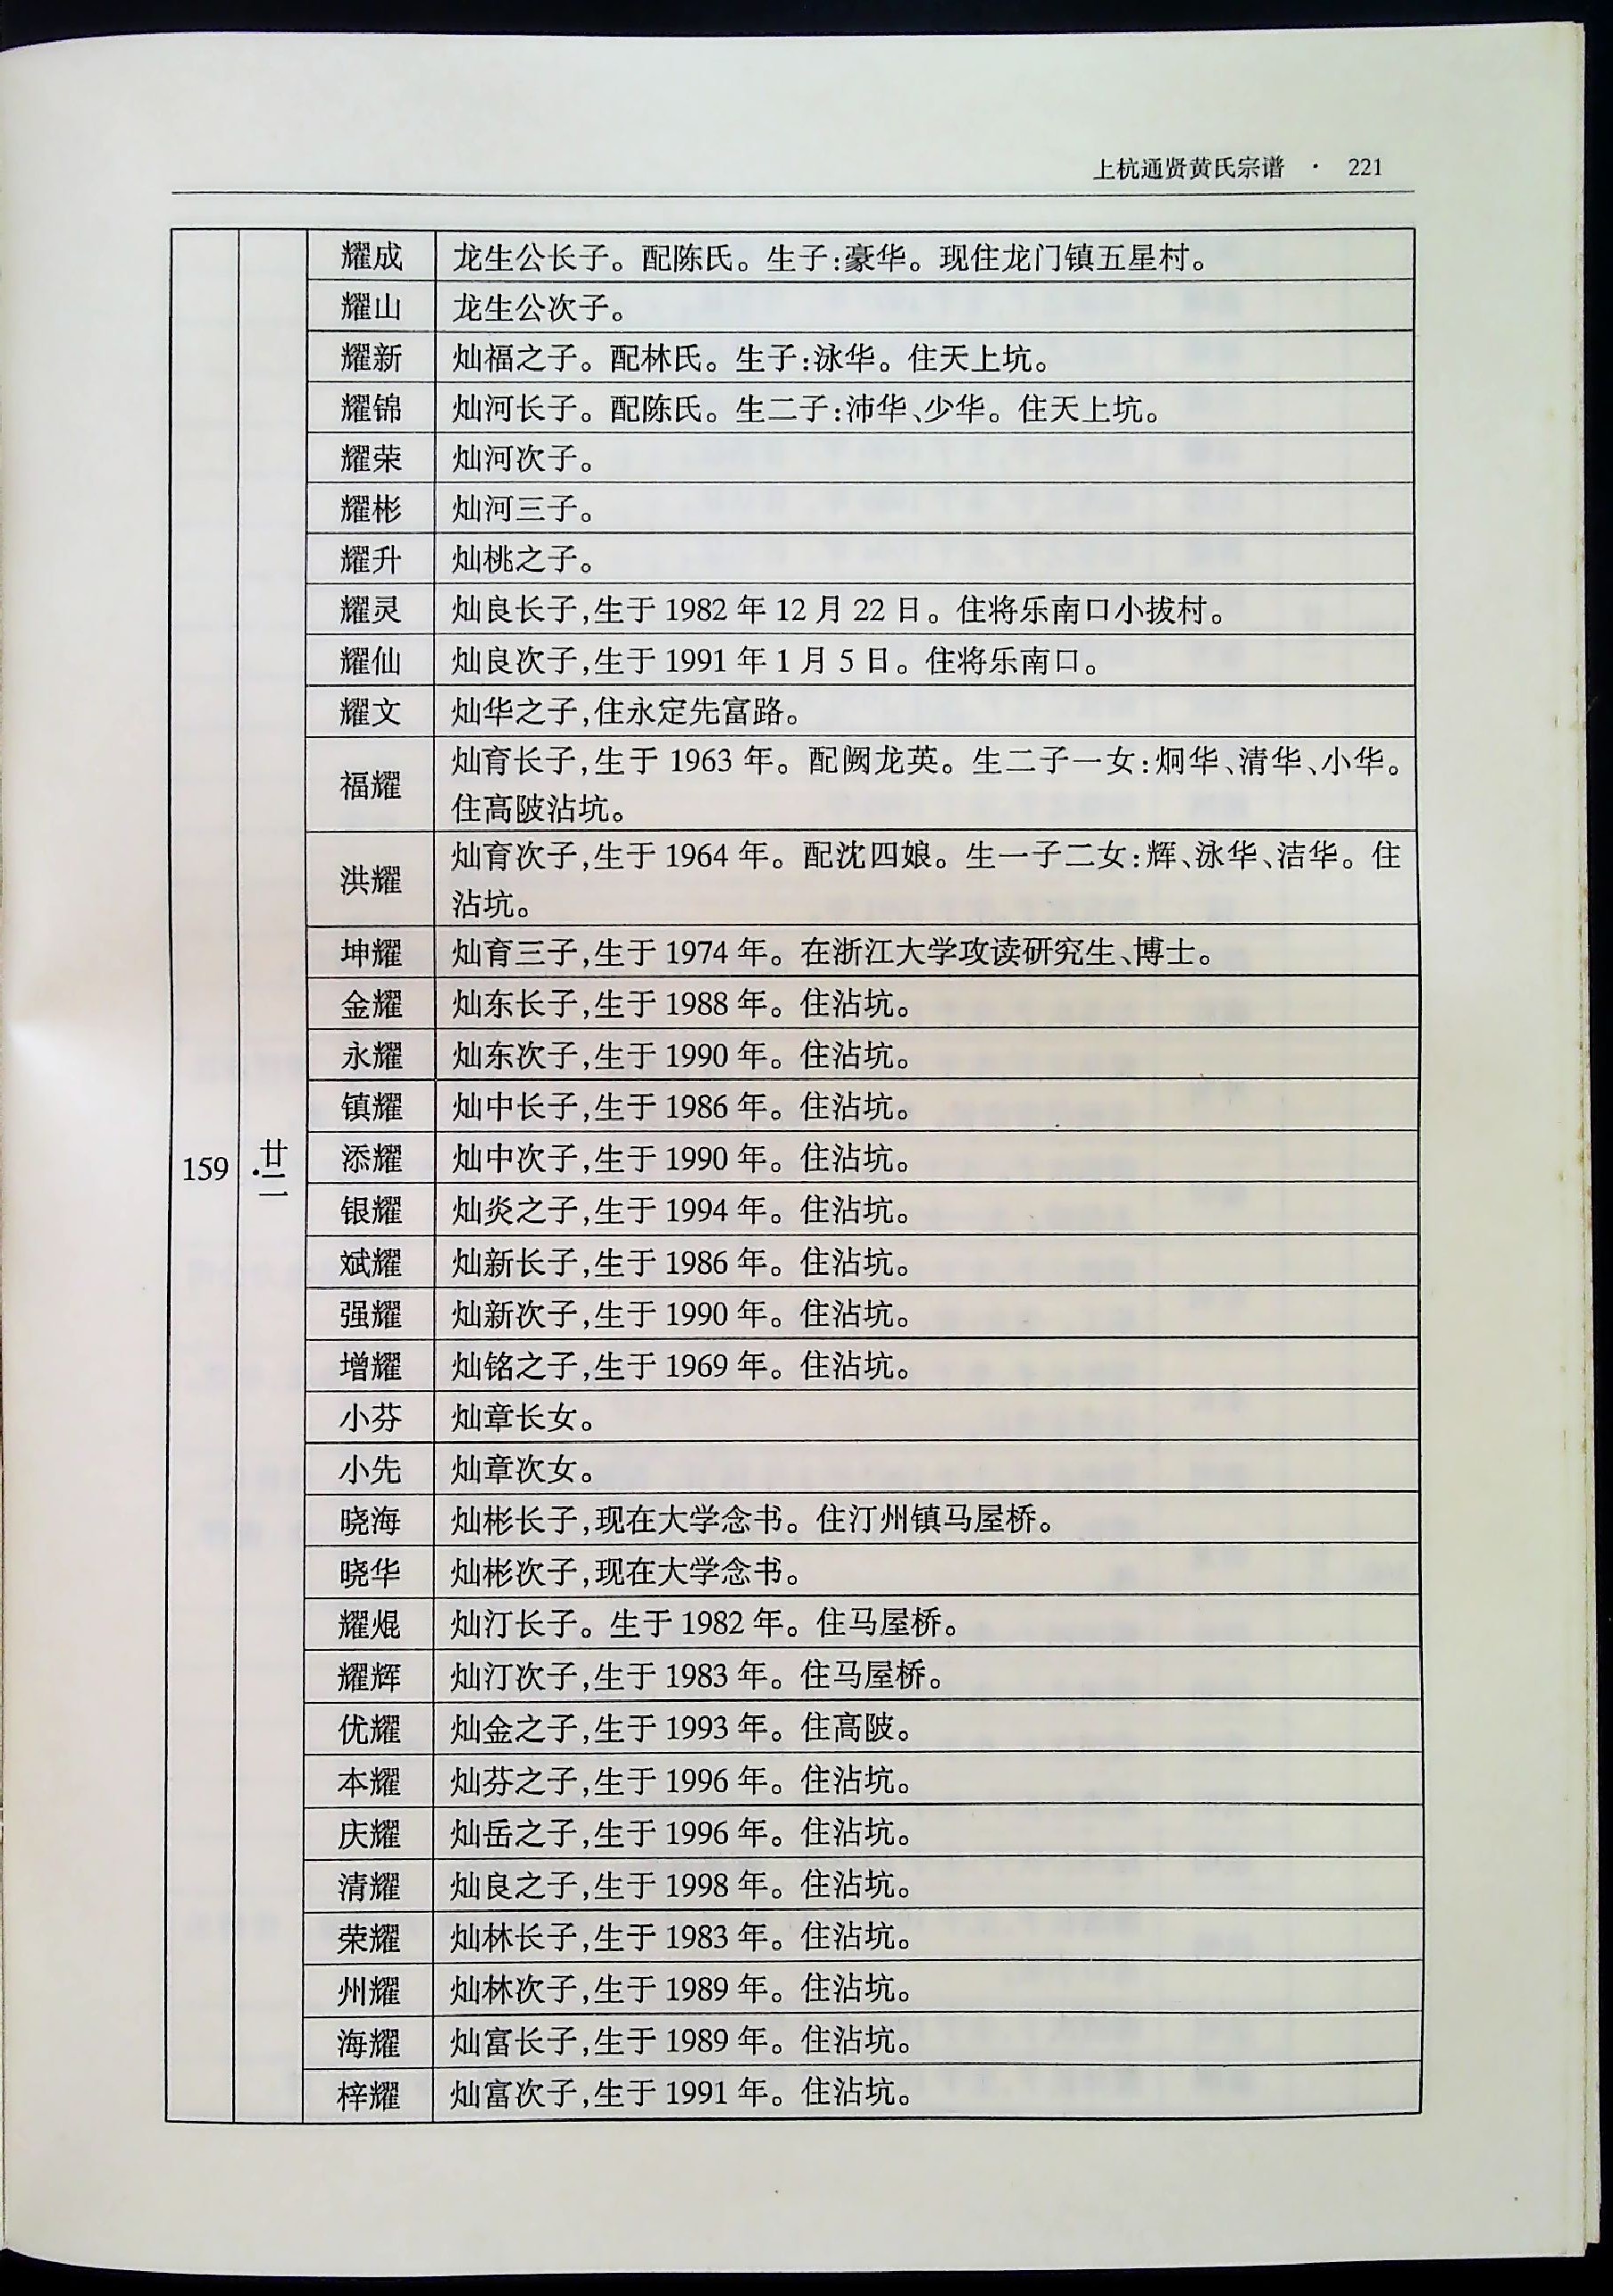 上杭通贤黄氏宗谱 · 221
耀成 龙生公长子。配陈氏。生子:豪华。现住龙门镇五星村。
耀山 龙生公次子。
耀新 灿福之子。配林氏。生子:泳华。住天上坑。
耀锦 灿河长子。配陈氏。生二子:沛华、少华。住天上坑。
耀荣 灿河次子。
耀彬 灿河三子。
耀升 灿桃之子。
耀灵 灿良长子,生于 1982 年 12 月 22 日。住将乐南口小拔村。
耀仙 灿良次子,生于 1991 年 1 月 5 日。住将乐南口。
耀文 灿华之子,住永定先富路。
福耀 灿育长子,生于 1963 年。配阙龙英。生二子一女:炯华、清华、小华。
住高陂沾坑。
洪耀 灿育次子,生于 1964 年。配沈四娘。生一子二女:辉、泳华、洁华。住
沾坑。
坤耀 灿育三子,生于 1974 年。在浙江大学攻读研究生、博士。
金耀 灿东长子,生于 1988 年。住沾坑。
永耀 灿东次子,生于 1990 年。住沾坑。
镇耀 灿中长子,生于 1986 年。住沾坑。
159 廿二 添耀 灿中次子,生于 1990 年。住沾坑。
银耀 灿炎之子,生于 1994 年。住沾坑。
斌耀 灿新长子,生于 1986 年。住沾坑。
强耀 灿新次子,生于 1990 年。住沾坑。
增耀 灿铭之子,生于 1969 年。住沾坑。
小芬 灿章长女。
小先 灿章次女。
晓海 灿彬长子,现在大学念书。住汀州镇马屋桥。
晓华 灿彬次子,现在大学念书。
耀焜 灿汀长子。生于 1982 年。住马屋桥。
耀辉 灿汀次子,生于 1983 年。住马屋桥。
优耀 灿金之子,生于 1993 年。住高陂。
本耀 灿芬之子,生于 1996 年。住沾坑。
庆耀 灿岳之子,生于 1996 年。住沾坑。
清耀 灿良之子,生于 1998 年。住沾坑。
荣耀 灿林长子,生于 1983 年。住沾坑。
州耀 灿林次子,生于 1989 年。住沾坑。
海耀 灿富长子,生于 1989 年。住沾坑。
梓耀 灿富次子,生于 1991 年。住沾坑。